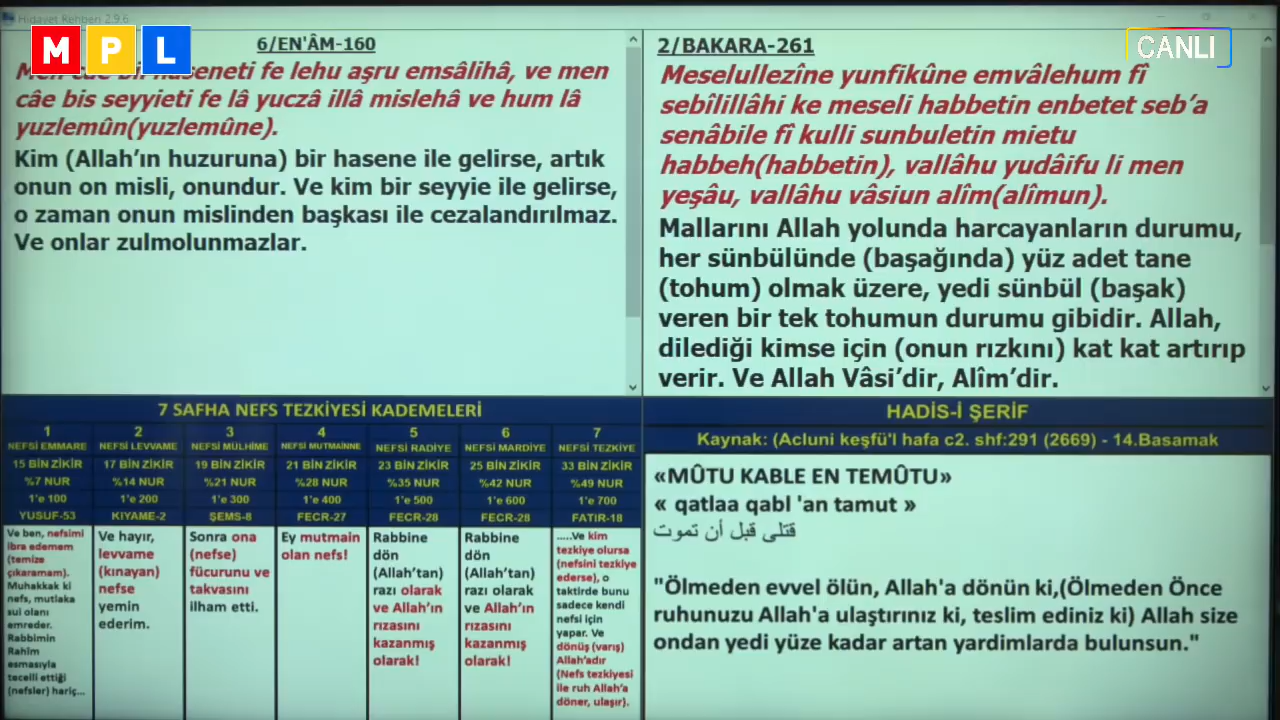 Hidayet Rehberi 2.9.6
M P L
CANLI
6/EN'ÂM-160
Men câe bil haseneti fe lehu aşru emsâlihâ, ve men
câe bis seyyieti fe lâ yuczâ illâ mislehâ ve hum lâ
yuzlemûn(yuzlemûne).
Kim (Allah’ın huzuruna) bir hasene ile gelirse, artık
onun on misli, onundur. Ve kim bir seyyie ile gelirse,
o zaman onun mislinden başkası ile cezalandırılmaz.
Ve onlar zulmolunmazlar.
2/BAKARA-261
Meselullezîne yunfikûne emvâlehum fî
sebîlillâhi ke meseli habbetin enbetet seb’a
senâbile fî kulli sunbuletin mietu
habbeh(habbetin), vallâhu yudâifu li men
yeşâu, vallâhu vâsiun alîm(alîmun).
Mallarını Allah yolunda harcayanların durumu,
her sünbülünde (başağında) yüz adet tane
(tohum) olmak üzere, yedi sünbül (başak)
veren bir tek tohumun durumu gibidir. Allah,
dilediği kimse için (onun rızkını) kat kat artırıp
verir. Ve Allah Vâsi’dir, Alîm’dir.
7 SAFHA NEFS TEZKİYESİ KADEMELERİ
1
NEFSİ EMMARE
15 BİN ZİKİR
%7 NUR
1'e 100
YUSUF-53
Ve ben, nefsimi
ibra edemem
(temize
çıkaramam).
Muhakkak ki
nefs, mutlaka
sui olanı
emreder.
Rabbimin
Rahîm
esmasıyla
tecelli ettiği
(nefsler) hariç...
2
NEFSİ LEVVAME
17 BİN ZİKİR
%14 NUR
1'e 200
KIYAME-2
Ve hayır,
levvame
(kınayan)
nefse
yemin
ederim.
3
NEFSİ MÜLHİME
19 BİN ZİKİR
%21 NUR
1'e 300
ŞEMS-8
Sonra ona
(nefse)
fücurunu ve
takvasını
ilham etti.
4
NEFSİ MUTMAİNNE
21 BİN ZİKİR
%28 NUR
1'e 400
FECR-27
Ey mutmain
olan nefs!
5
NEFSİ RADİYE
23 BİN ZİKİR
%35 NUR
1'e 500
FECR-28
Rabbine
dön
(Allah’tan)
razı olarak
ve Allah’ın
rızasını
kazanmış
olarak!
6
NEFSİ MARDİYE
25 BİN ZİKİR
%42 NUR
1'e 600
FECR-28
Rabbine
dön
(Allah’tan)
razı olarak
ve Allah’ın
rızasını
kazanmış
olarak!
7
NEFSİ TEZKİYE
33 BİN ZİKİR
%49 NUR
1'e 700
FATIR-18
.....Ve kim
tezkiye olursa
(nefsini tezkiye
ederse), o
taktirde bunu
sadece kendi
nefsi için
yapar. Ve
dönüş (varış)
Allah’adır
(Nefs tezkiyesi
ile ruh Allah’a
döner, ulaşır).
HADİS-İ ŞERİF
Kaynak: (Acluni keşfü'l hafa c2. shf:291 (2669) - 14.Basamak
«MÛTU KABLE EN TEMÛTU»
« qatlaa qabl 'an tamut »
قتلى قبل أن تموت
"Ölmeden evvel ölün, Allah'a dönün ki,(Ölmeden Önce
ruhunuzu Allah'a ulaştırınız ki, teslim ediniz ki) Allah size
ondan yedi yüze kadar artan yardimlarda bulunsun."